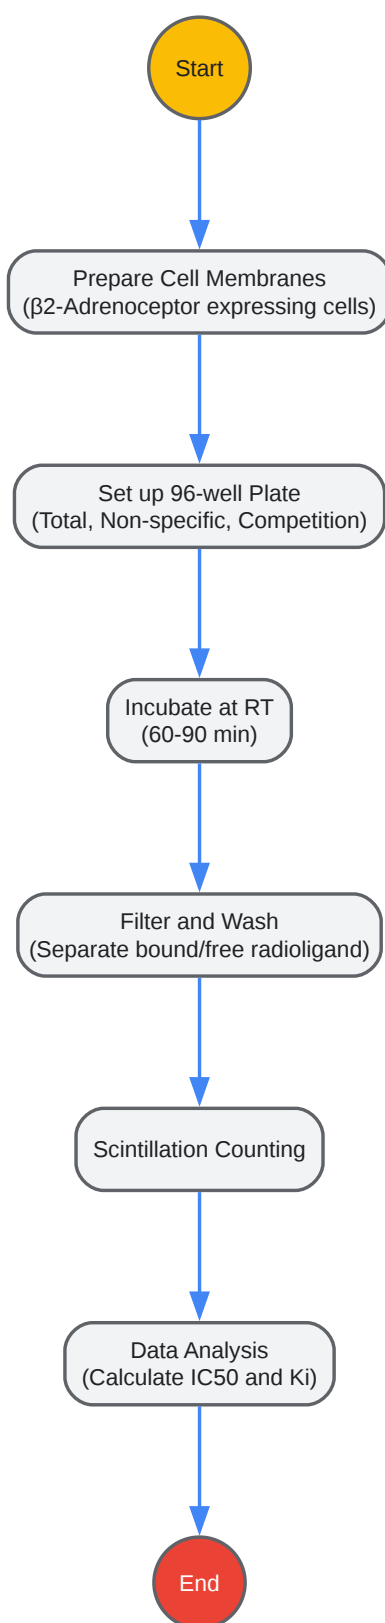 Start
Prepare Cell Membranes
(β2-Adrenoceptor expressing cells)
Set up 96-well Plate
(Total, Non-specific, Competition)
Incubate at RT
(60-90 min)
Filter and Wash
(Separate bound/free radioligand)
Scintillation Counting
Data Analysis
(Calculate IC50 and Ki)
End